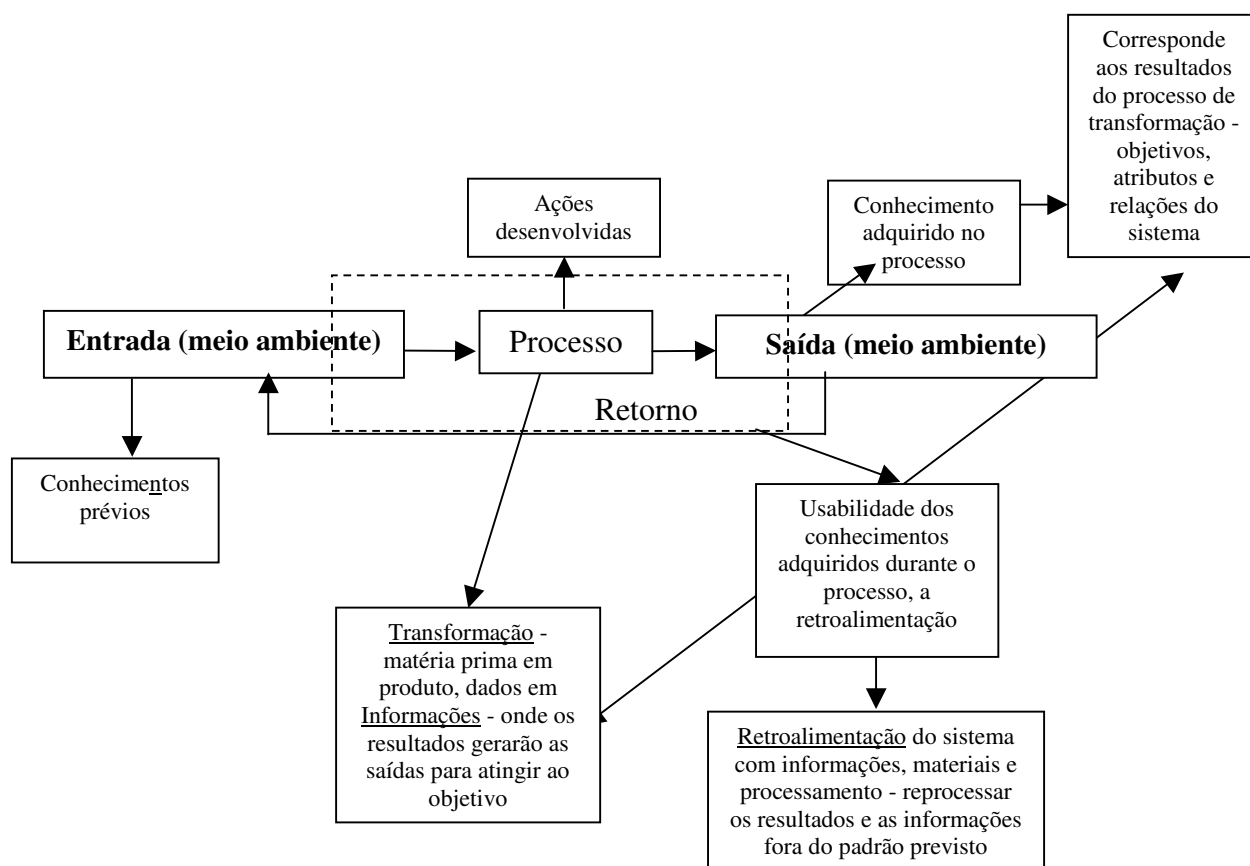 Corresponde
aos resultados
do processo de
transformação -
objetivos,
atributos e
relações do
sistema
Ações
desenvolvidas
Conhecimento
adquirido no
processo
Entrada (meio ambiente)
Processo
Saída (meio ambiente)
Retorno
Conhecimentos
prévios
Usabilidade dos
conhecimentos
adquiridos durante o
processo, a
retroalimentação
Transformação -
matéria prima em
produto, dados em
Informações - onde os
resultados gerarão as
saídas para atingir ao
objetivo
Retroalimentação do sistema
com informações, materiais e
processamento - reprocessar
os resultados e as informações
fora do padrão previsto